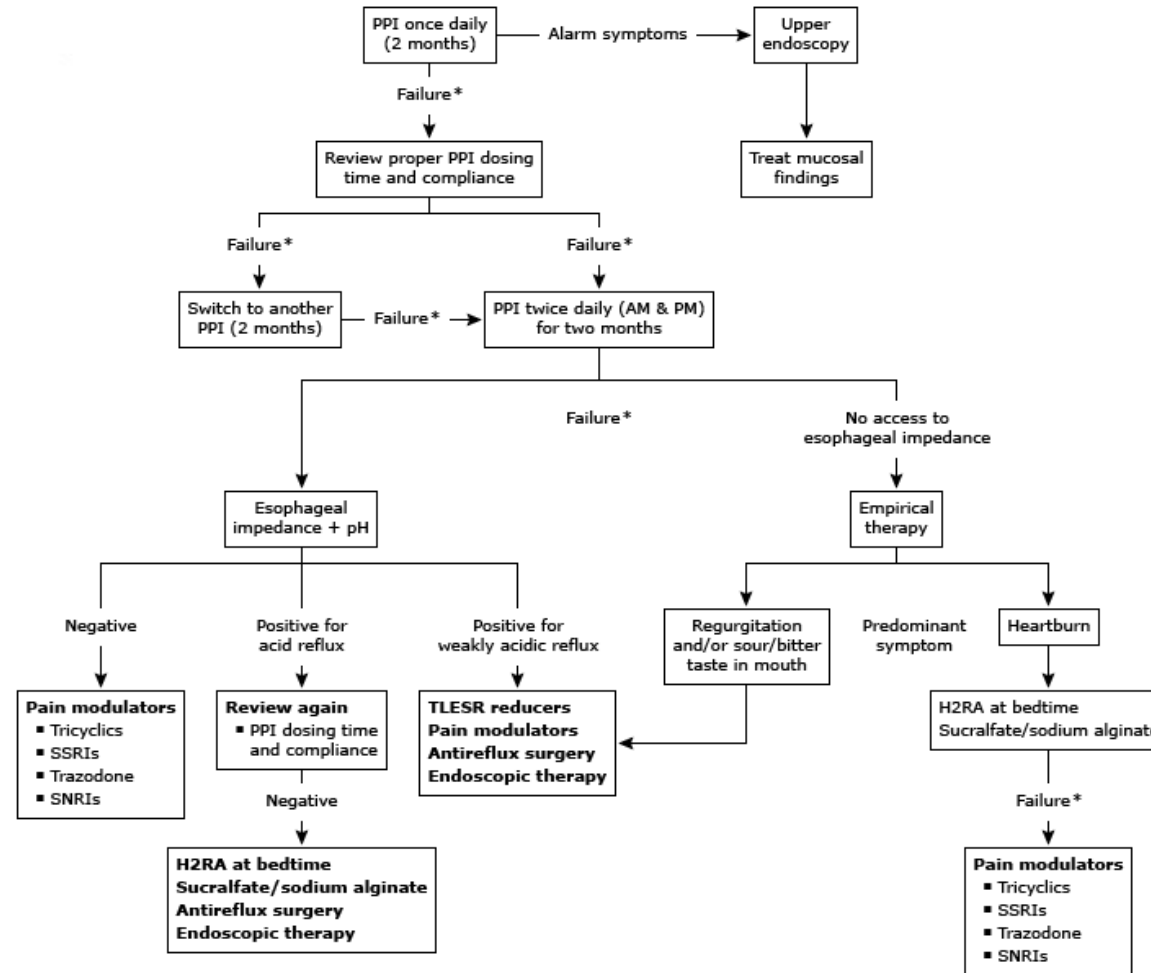 PPI once daily
(2 months)
Alarm symptoms
Upper
endoscopy
Failure*
Review proper PPI dosing
time and compliance
Treat mucosal
findings
Failure*
Failure*
Switch to another
PPI (2 months)
Failure*
PPI twice daily (AM & PM)
for two months
Failure*
No access to
esophageal impedance
Esophageal
impedance + pH
Empirical
therapy
Negative
Positive for
acid reflux
Positive for
weakly acidic reflux
Regurgitation
and/or sour/bitter
taste in mouth
Predominant
symptom
Heartburn
Pain modulators
▪ Tricyclics
▪ SSRIs
▪ Trazodone
▪ SNRIs
Review again
▪ PPI dosing time
and compliance
TLESR reducers
Pain modulators
Antireflux surgery
Endoscopic therapy
H2RA at bedtime
Sucralfate/sodium alginate
Negative
Failure*
H2RA at bedtime
Sucralfate/sodium alginate
Antireflux surgery
Endoscopic therapy
Pain modulators
▪ Tricyclics
▪ SSRIs
▪ Trazodone
▪ SNRIs